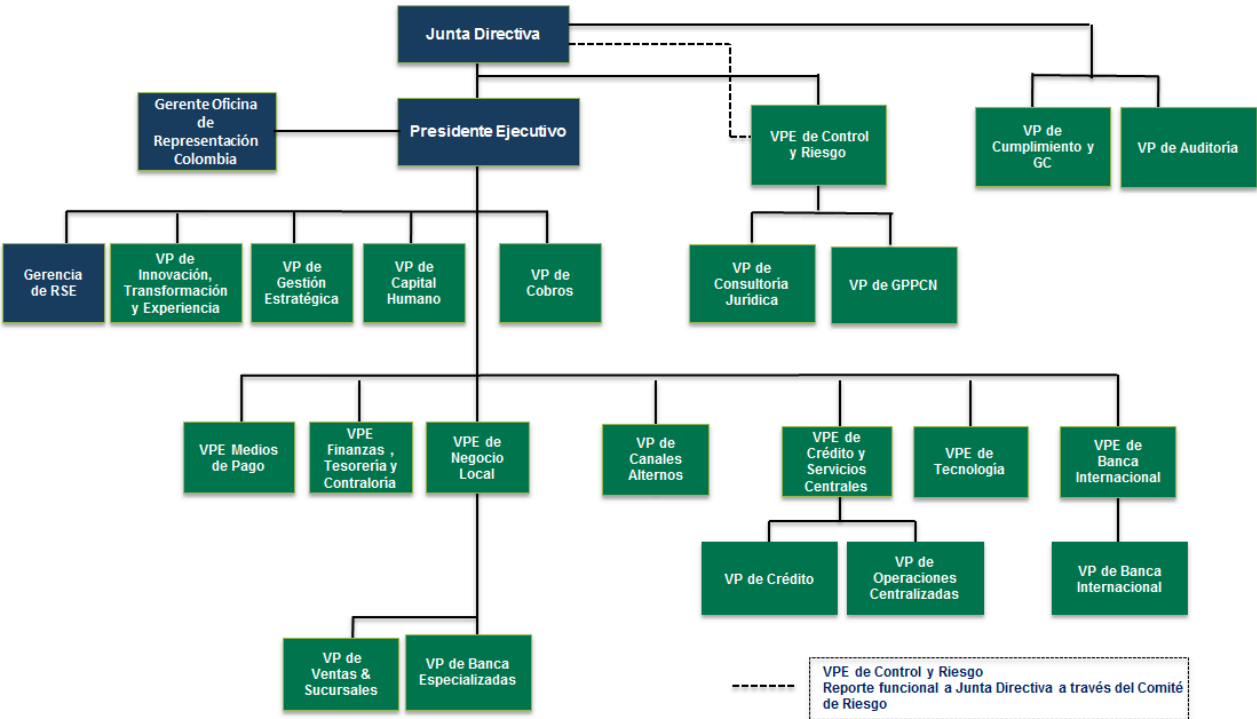 Junta Directiva
Gerente Oficina
de
Representación
Colombia
Presidente Ejecutivo
VPE de Control
y Riesgo
VP de
Cumplimiento y
GC
VP de Auditoría
Gerencia
de RSE
VP de
Innovación,
Transformación
y Experiencia
VP de
Gestión
Estratégica
VP de
Capital
Humano
VP de
Cobros
VP de
Consultoría
Jurídica
VP de GPPCN
VPE Medios
de Pago
VPE
Finanzas ,
Tesorería y
Contraloría
VPE de
Negocio
Local
VP de
Canales
Alternos
VPE de
Crédito y
Servicios
Centrales
VPE de
Tecnología
VPE de
Banca
Internacional
VP de Crédito
VP de
Operaciones
Centralizadas
VP de Banca
Internacional
VP de
Ventas &
Sucursales
VP de Banca
Especializadas
VPE de Control y Riesgo
Reporte funcional a Junta Directiva a través del Comité
de Riesgo